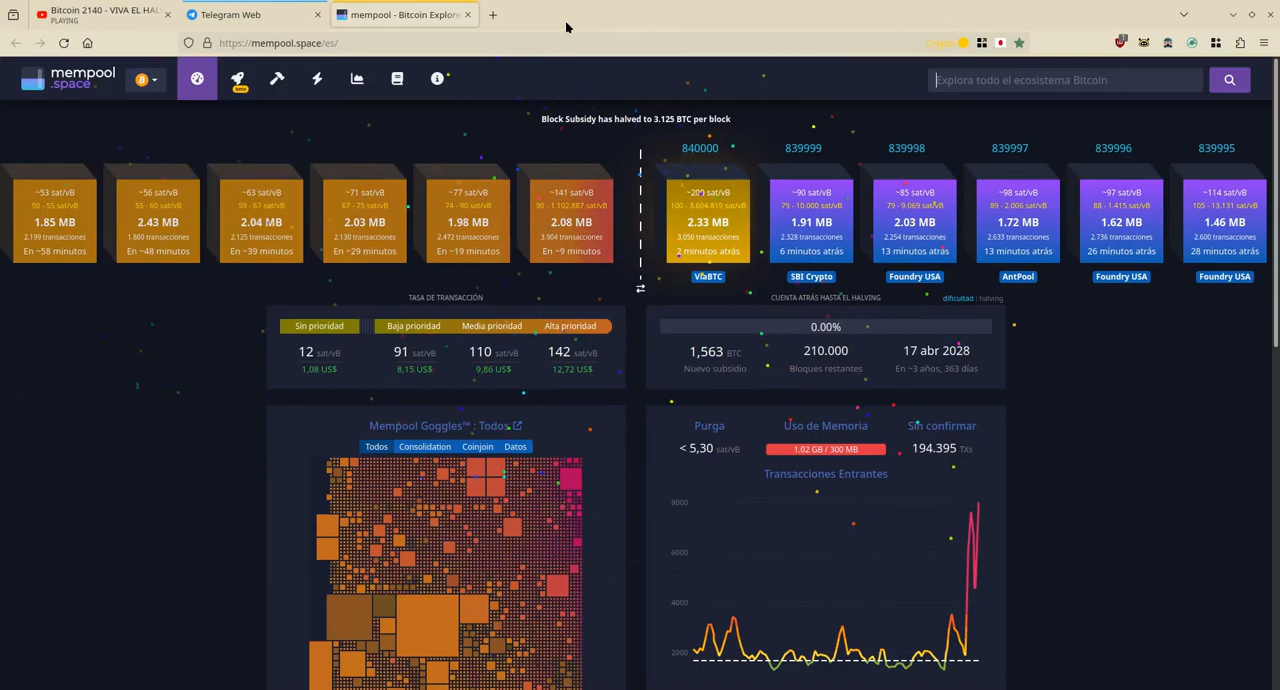 Bitcoin 2140 - VIVA EL HAL
PLAYING
Telegram Web
mempool - Bitcoin Explore
https://mempool.space/es/
Crypto
1
mempool
.space
beta
Explora todo el ecosistema Bitcoin
Block Subsidy has halved to 3.125 BTC per block
840000
839999
839998
839997
839996
839995
~53 sat/vB
50 - 55 sat/vB
1.85 MB
2.199 transacciones
En ~58 minutos
~56 sat/vB
55 - 60 sat/vB
2.43 MB
1.860 transacciones
En ~48 minutos
~63 sat/vB
59 - 67 sat/vB
2.04 MB
2.125 transacciones
En ~39 minutos
~71 sat/vB
67 - 75 sat/vB
2.03 MB
2.130 transacciones
En ~29 minutos
~77 sat/vB
74 - 90 sat/vB
1.98 MB
2.472 transacciones
En ~19 minutos
~141 sat/vB
90 - 1.102.887 sat/vB
2.08 MB
3.904 transacciones
En ~9 minutos
sat/vB
100 - 3.604.819 sat/vB
2.33 MB
3.050 transacciones
2 minutos atrás
ViaBTC
~90 sat/vB
79 - 10.000 sat/vB
1.91 MB
2.328 transacciones
6 minutos atrás
SBI Crypto
~85 sat/vB
79 - 9.069 sat/vB
2.03 MB
2.254 transacciones
13 minutos atrás
Foundry USA
~98 sat/vB
89 - 2.006 sat/vB
1.72 MB
2.633 transacciones
13 minutos atrás
AntPool
~97 sat/vB
88 - 1.415 sat/vB
1.62 MB
2.736 transacciones
26 minutos atrás
Foundry USA
~114 sat/vB
105 - 13.131 sat/vB
1.46 MB
2.600 transacciones
28 minutos atrás
Foundry USA
TASA DE TRANSACCIÓN
Sin prioridad Baja prioridad Media prioridad Alta prioridad
12 sat/vB 91 sat/vB 110 sat/vB 142 sat/vB
1,08 US$ 8,15 US$ 9,86 US$ 12,72 US$
CUENTA ATRÁS HASTA EL HALVING
dificultad | halving
0.00%
1,563 BTC 210.000 17 abr 2028
Nuevo subsidio Bloques restantes En ~3 años, 363 días
Mempool Goggles™ : Todos
Todos Consolidation Coinjoin Datos
Purga Uso de Memoria Sin confirmar
< 5,30 sat/vB 1.02 GB / 300 MB 194.395 TXs
Transacciones Entrantes
8000
6000
4000
2000